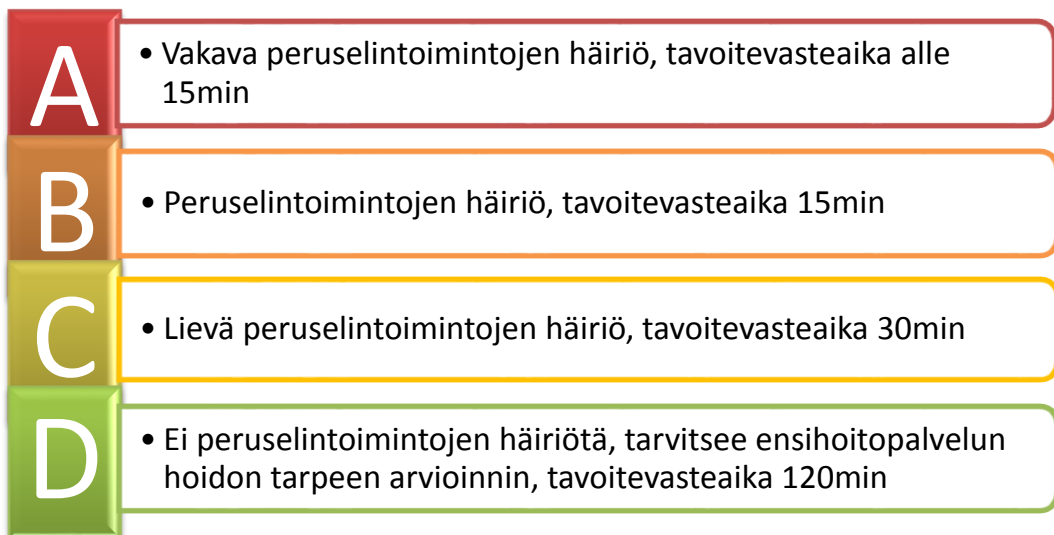 A
• Vakava peruselintoimintojen häiriö, tavoitevasteaika alle
15min
B
• Peruselintoimintojen häiriö, tavoitevasteaika 15min
C
• Lievä peruselintoimintojen häiriö, tavoitevasteaika 30min
D
• Ei peruselintoimintojen häiriötä, tarvitsee ensihoitopalvelun
hoidon tarpeen arvioinnin, tavoitevasteaika 120min